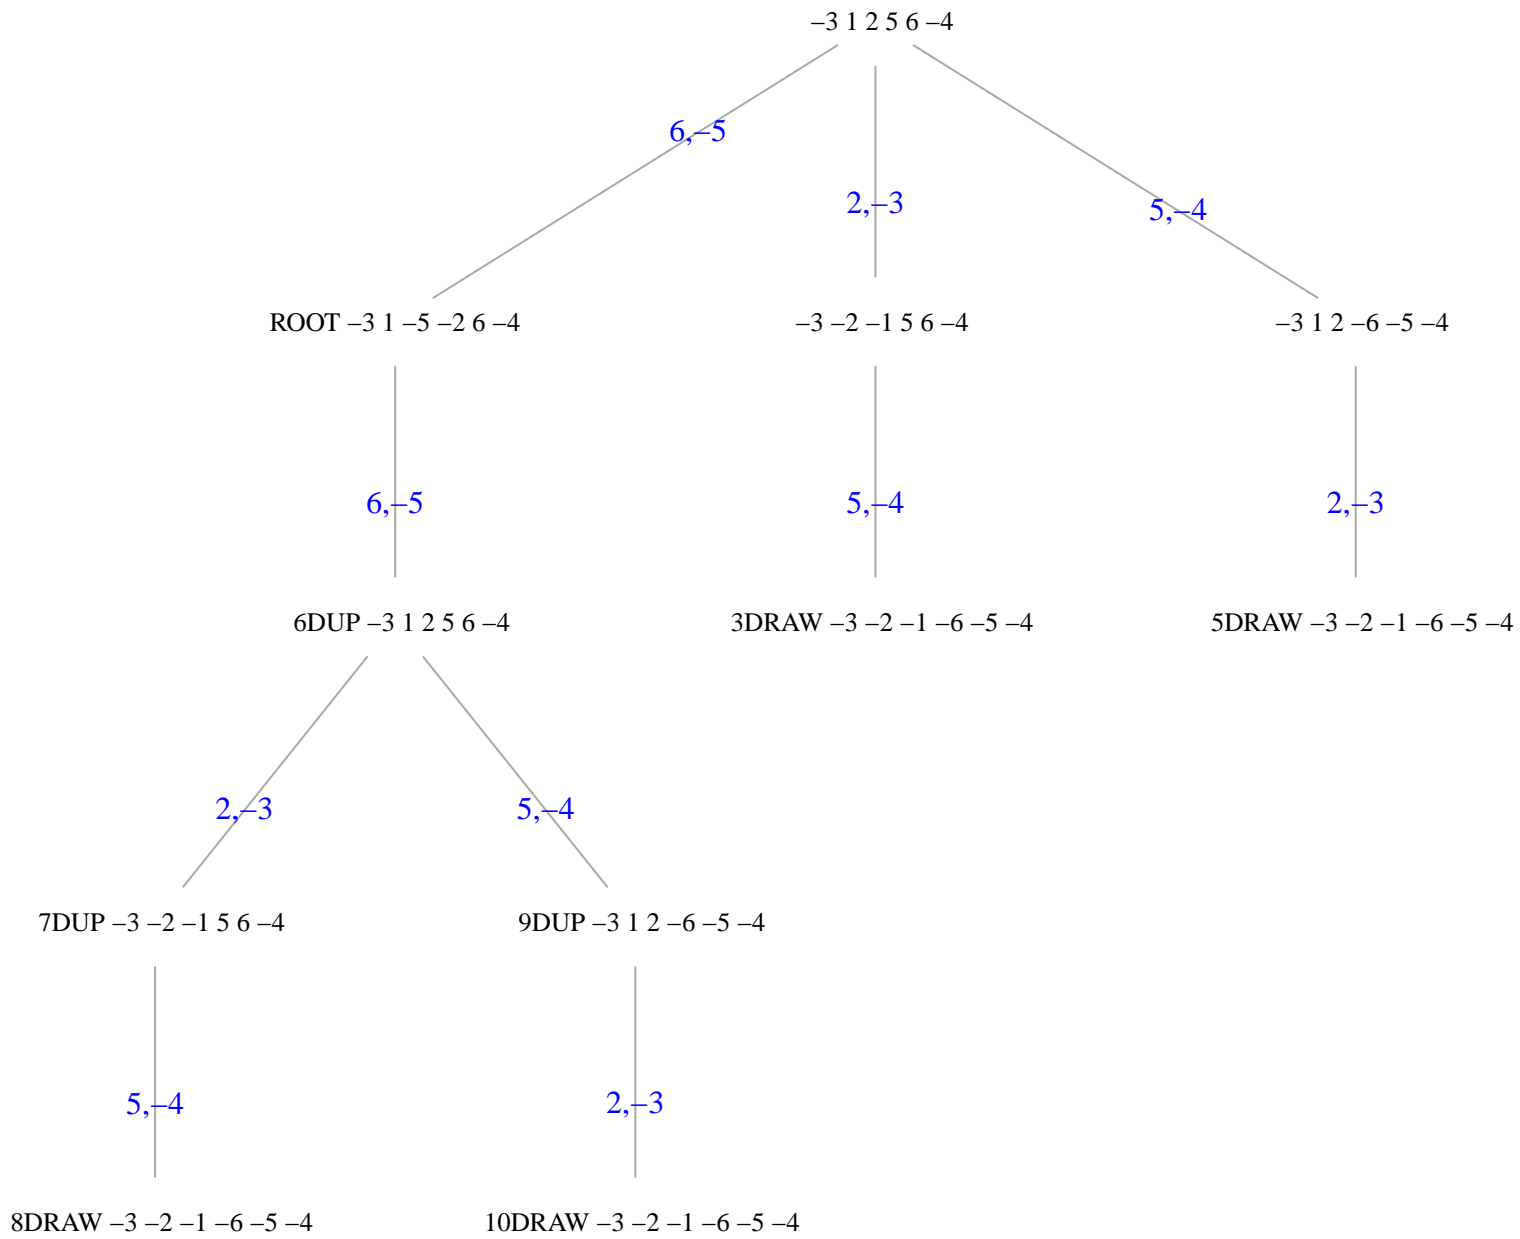 –3 1 2 5 6 –4
6,–5
2,–3
5,–4
ROOT –3 1 –5 –2 6 –4
–3 –2 –1 5 6 –4
–3 1 2 –6 –5 –4
6,–5
5,–4
2,–3
6DUP –3 1 2 5 6 –4
3DRAW –3 –2 –1 –6 –5 –4
5DRAW –3 –2 –1 –6 –5 –4
2,–3
5,–4
7DUP –3 –2 –1 5 6 –4
9DUP –3 1 2 –6 –5 –4
5,–4
2,–3
8DRAW –3 –2 –1 –6 –5 –4
10DRAW –3 –2 –1 –6 –5 –4